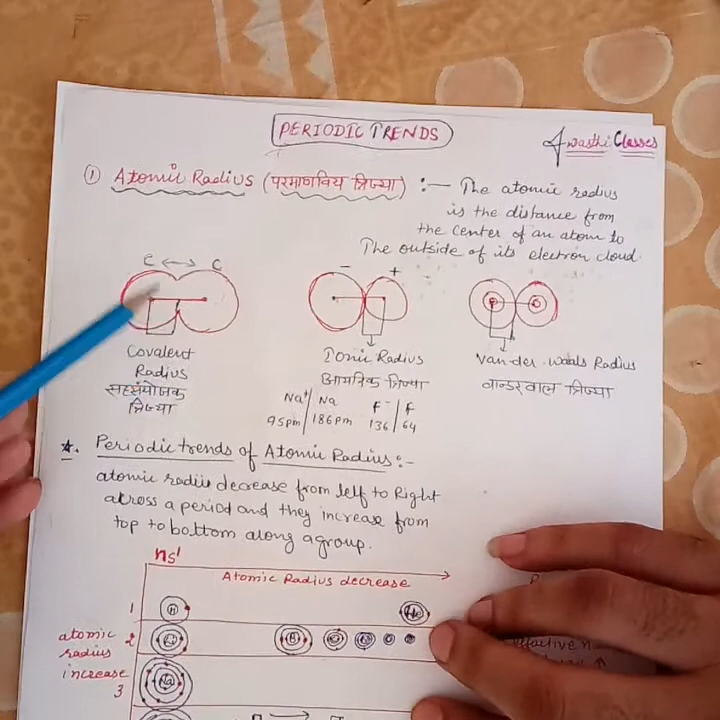 PERIODIC TRENDS
Awasthi Classes
① Atomic Radius (परमाणविय त्रिज्या) :— The atomic radius
is the distance from
the center of an atom to
The outside of its electron cloud.
e ↔ e
- +
Covalent
Radius
सहसंयोजक
त्रिज्या
Ionic Radius
आयनिक त्रिज्या
Van der waals Radius
वान्डरवाल त्रिज्या
Na⁺ | Na F⁻ | F
95pm | 186pm 136 | 64
★. Periodic trends of Atomic Radius:-
atomic radii decrease from left to Right
across a period and they increase from
top to bottom along a group.
ns¹
Atomic Radius decrease
1 H He
atomic 2 Li B
radius
increase
3 Na